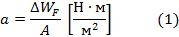 a = ΔW_F / A [Н · м / м²] (1)